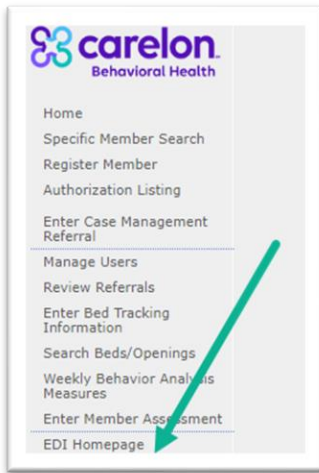 carelon
Behavioral Health
Home
Specific Member Search
Register Member
Authorization Listing
Enter Case Management
Referral
Manage Users
Review Referrals
Enter Bed Tracking
Information
Search Beds/Openings
Weekly Behavior Analysis
Measures
Enter Member Assessment
EDI Homepage